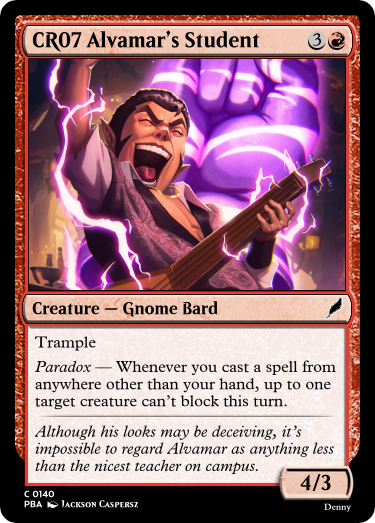 CR07 Alvamar's Student 3
Creature — Gnome Bard
Trample
Paradox — Whenever you cast a spell from
anywhere other than your hand, up to one
target creature can't block this turn.
Although his looks may be deceiving, it's
impossible to regard Alvamar as anything less
than the nicest teacher on campus.
4/3
C 0140
PBA Jackson Caspersz
Denny